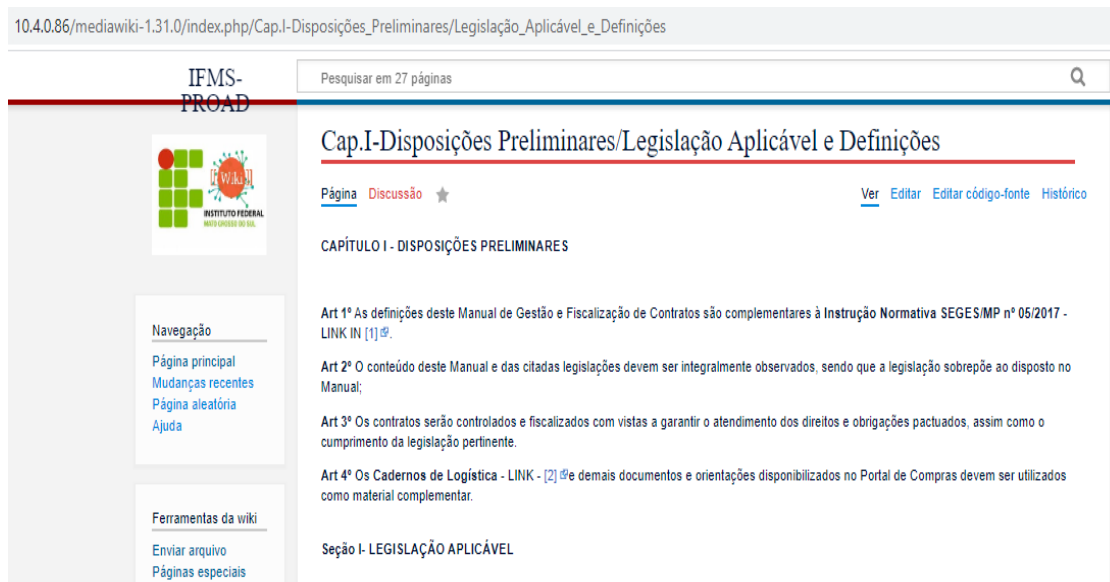 10.4.0.86/mediawiki-1.31.0/index.php/Cap.I-Disposições_Preliminares/Legislação_Aplicável_e_Definições
IFMS-
PROAD
Pesquisar em 27 páginas
[[ Wiki ]]
INSTITUTO FEDERAL
MATO GROSSO DO SUL
Cap.I-Disposições Preliminares/Legislação Aplicável e Definições
Página Discussão
Ver Editar Editar código-fonte Histórico
CAPÍTULO I - DISPOSIÇÕES PRELIMINARES
Art 1º As definições deste Manual de Gestão e Fiscalização de Contratos são complementares à Instrução Normativa SEGES/MP nº 05/2017 -
LINK IN [1].
Art 2º O conteúdo deste Manual e das citadas legislações devem ser integralmente observados, sendo que a legislação sobrepõe ao disposto no
Manual;
Art 3º Os contratos serão controlados e fiscalizados com vistas a garantir o atendimento dos direitos e obrigações pactuados, assim como o
cumprimento da legislação pertinente.
Art 4º Os Cadernos de Logística - LINK - [2] e demais documentos e orientações disponibilizados no Portal de Compras devem ser utilizados
como material complementar.
Seção I- LEGISLAÇÃO APLICÁVEL
Navegação
Página principal
Mudanças recentes
Página aleatória
Ajuda
Ferramentas da wiki
Enviar arquivo
Páginas especiais